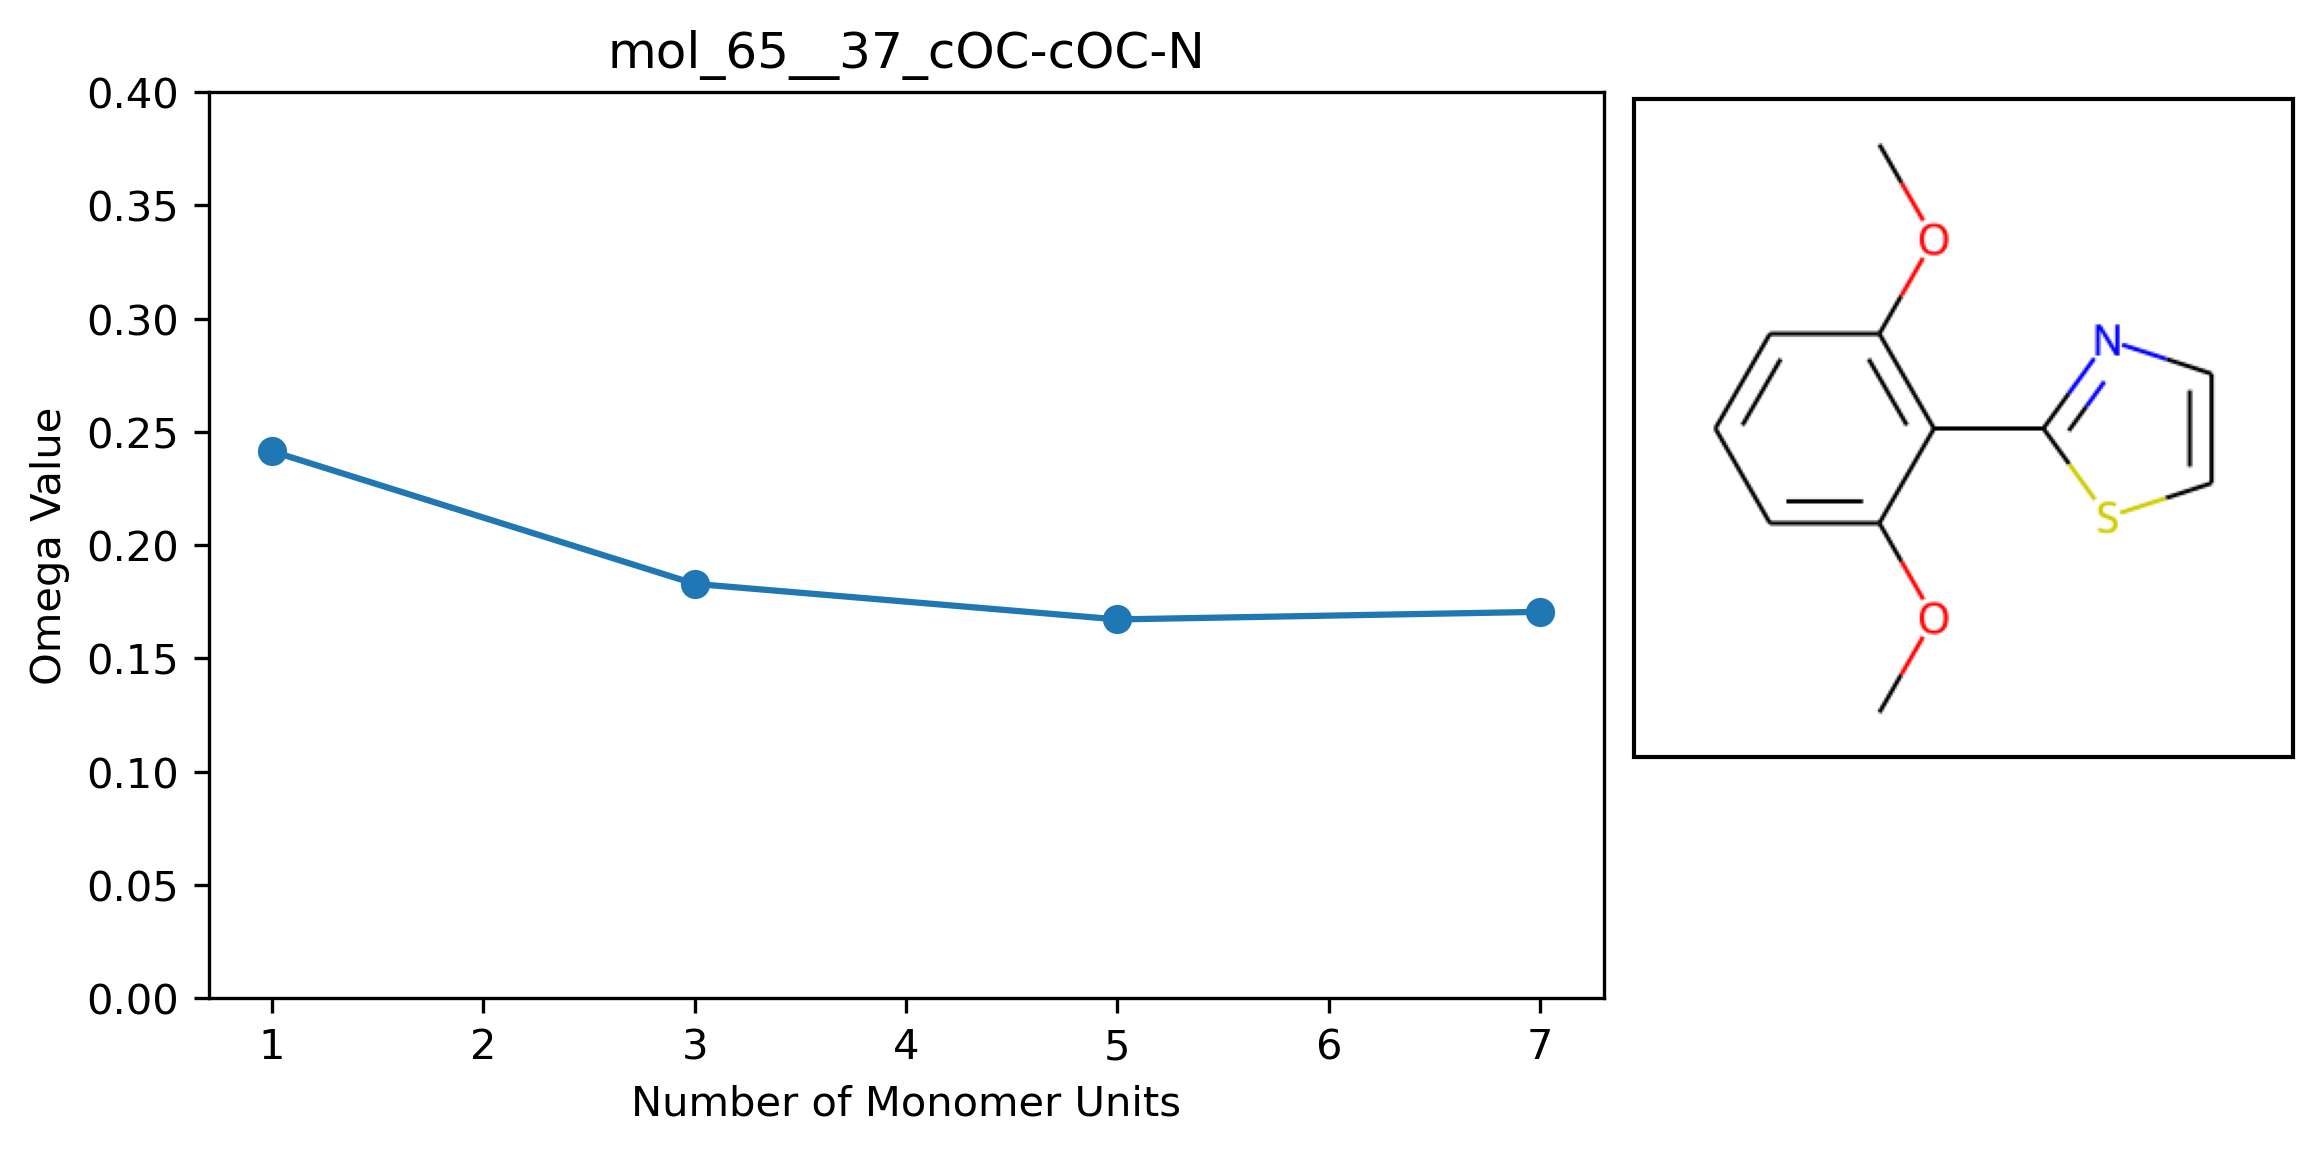 mol_65__37_cOC-cOC-N
0.40
0.35
0.30
0.25
0.20
0.15
0.10
0.05
0.00
Omega Value
1 2 3 4 5 6 7
Number of Monomer Units
O
N
S
O